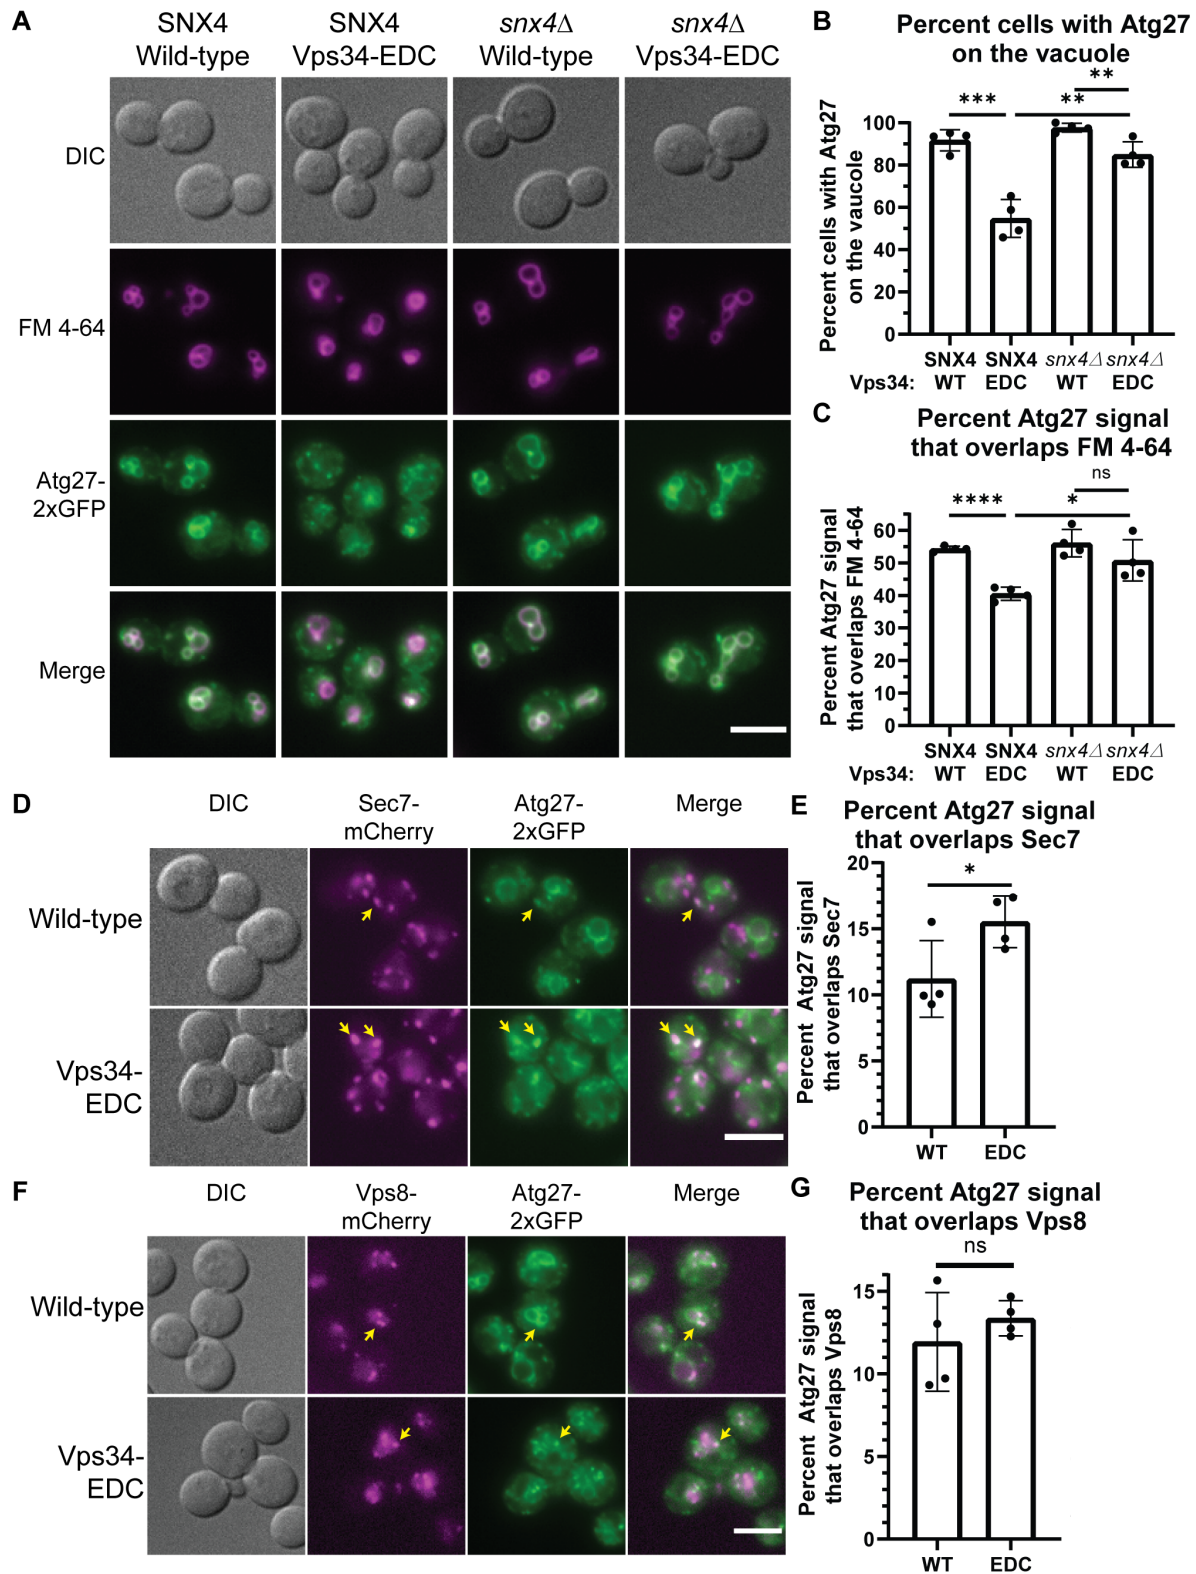 A
SNX4
Wild-type
SNX4
Vps34-EDC
snx4Δ
Wild-type
snx4Δ
Vps34-EDC
DIC
FM 4-64
Atg27-
2xGFP
Merge
B
Percent cells with Atg27
on the vacuole
***
**
**
Percent cells with Atg27
on the vaucole
100
80
60
40
20
0
SNX4 SNX4 snx4Δ snx4Δ
Vps34: WT EDC WT EDC
C
Percent Atg27 signal
that overlaps FM 4-64
ns
****
*
Percent Atg27 signal
that overlaps FM 4-64
60
50
40
30
20
10
0
SNX4 SNX4 snx4Δ snx4Δ
Vps34: WT EDC WT EDC
D
DIC
Sec7-
mCherry
Atg27-
2xGFP
Merge
Wild-type
Vps34-
EDC
E
Percent Atg27 signal
that overlaps Sec7
*
Percent Atg27 signal
that overlaps Sec7
20
15
10
5
0
WT EDC
F
DIC
Vps8-
mCherry
Atg27-
2xGFP
Merge
Wild-type
Vps34-
EDC
G
Percent Atg27 signal
that overlaps Vps8
ns
Percent Atg27 signal
that overlaps Vps8
15
10
5
0
WT EDC